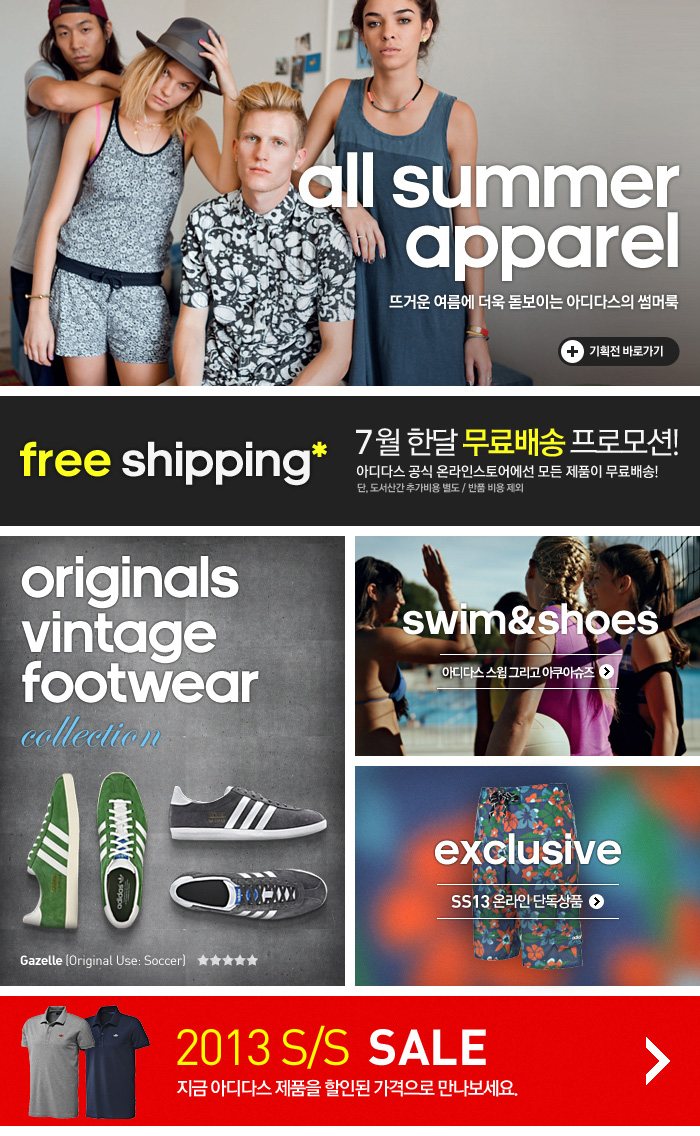 all summer
apparel
뜨거운 여름에 더욱 돋보이는 아디다스의 썸머룩
기획전 바로가기
free shipping*
7월 한달 무료배송 프로모션!
아디다스 공식 온라인스토어에선 모든 제품이 무료배송!
단, 도서산간 추가비용 별도 / 반품 비용 제외
originals
vintage
footwear
collection
adidas
Gazelle (Original Use: Soccer)
swim&shoes
아디다스 스윔 그리고 아쿠아슈즈
exclusive
SS13 온라인 단독상품
2013 S/S SALE
지금 아디다스 제품을 할인된 가격으로 만나보세요.